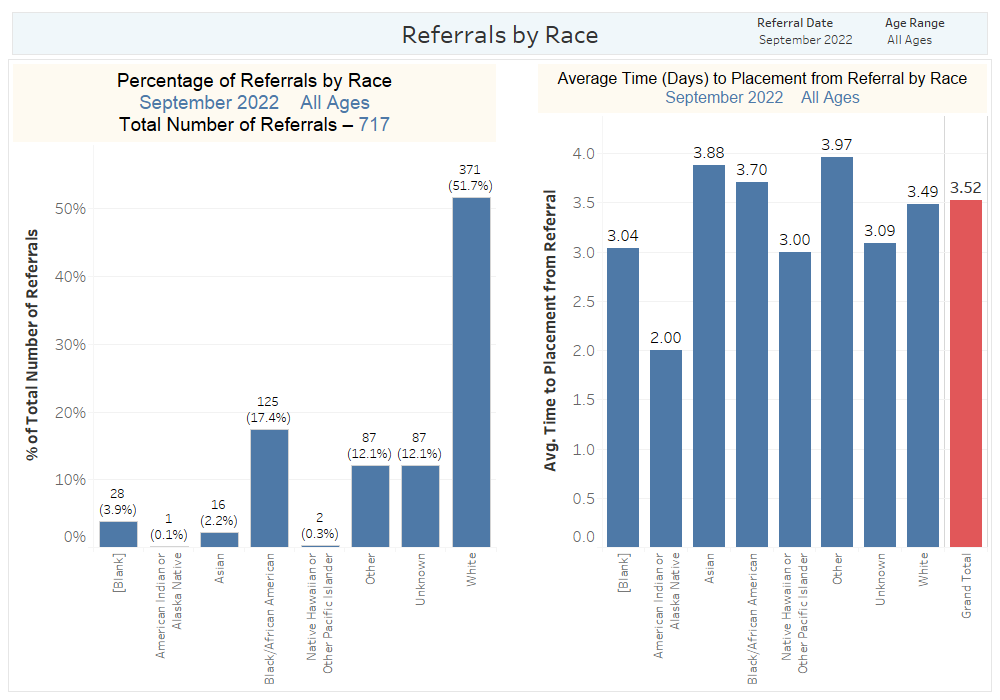 Referrals by Race
Referral Date
September 2022
Age Range
All Ages
Percentage of Referrals by Race
September 2022 All Ages
Total Number of Referrals – 717
% of Total Number of Referrals
50%
40%
30%
20%
10%
0%
28
(3.9%)
1
(0.1%)
16
(2.2%)
125
(17.4%)
2
(0.3%)
87
(12.1%)
87
(12.1%)
371
(51.7%)
[Blank]
American Indian or
Alaska Native
Asian
Black/African American
Native Hawaiian or
Other Pacific Islander
Other
Unknown
White
Average Time (Days) to Placement from Referral by Race
September 2022 All Ages
Avg. Time to Placement from Referral
4.0
3.5
3.0
2.5
2.0
1.5
1.0
0.5
0.0
3.04
2.00
3.88
3.70
3.00
3.97
3.09
3.49
3.52
[Blank]
American Indian or
Alaska Native
Asian
Black/African American
Native Hawaiian or
Other Pacific Islander
Other
Unknown
White
Grand Total